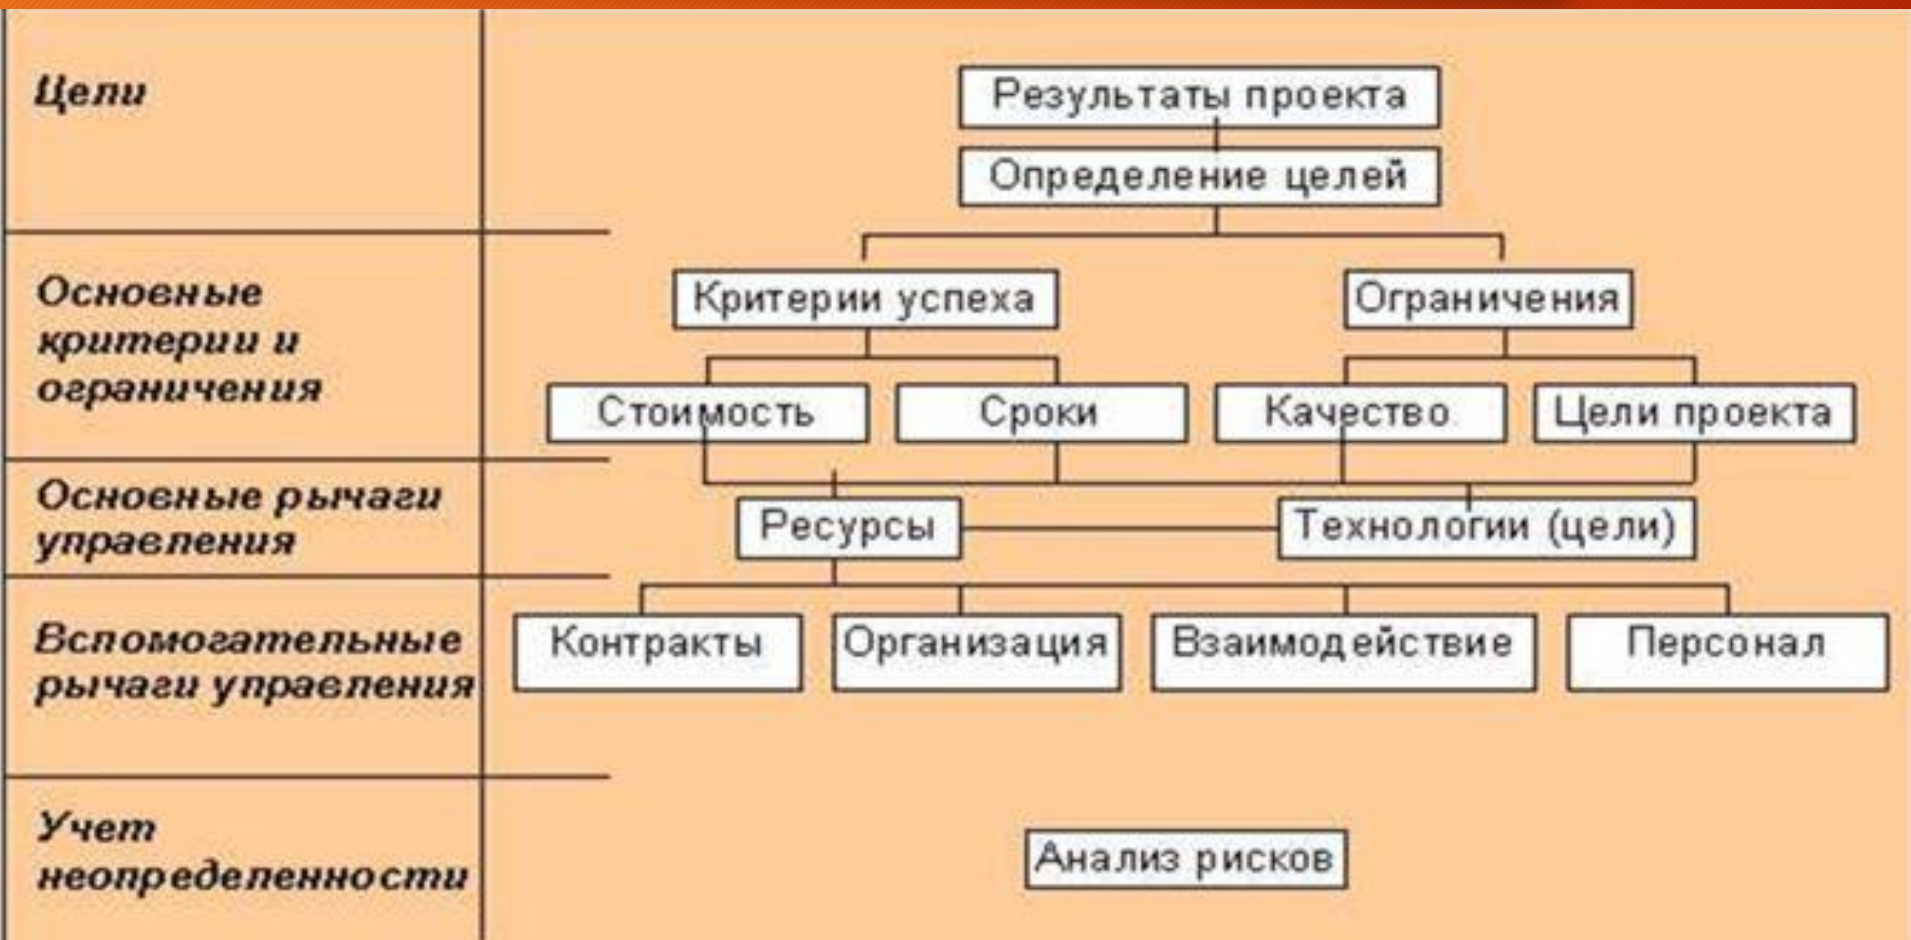 Цели
Результаты проекта
Определение целей
Основные
критерии и
ограничения
Критерии успеха
Ограничения
Стоимость
Сроки
Качество
Цели проекта
Основные рычаги
управления
Ресурсы
Технологии (цели)
Вспомогательные
рычаги управления
Контракты
Организация
Взаимодействие
Персонал
Учет
неопределенности
Анализ рисков